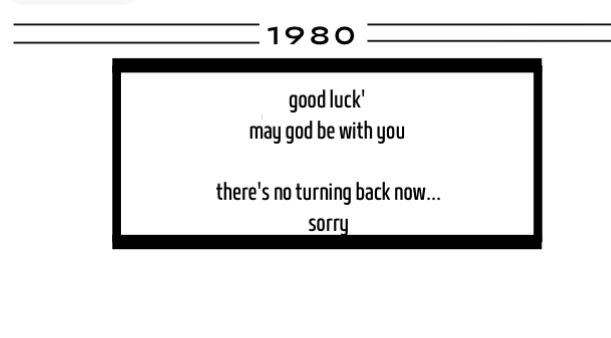 1980
good luck'
may god be with you
there's no turning back now...
sorry